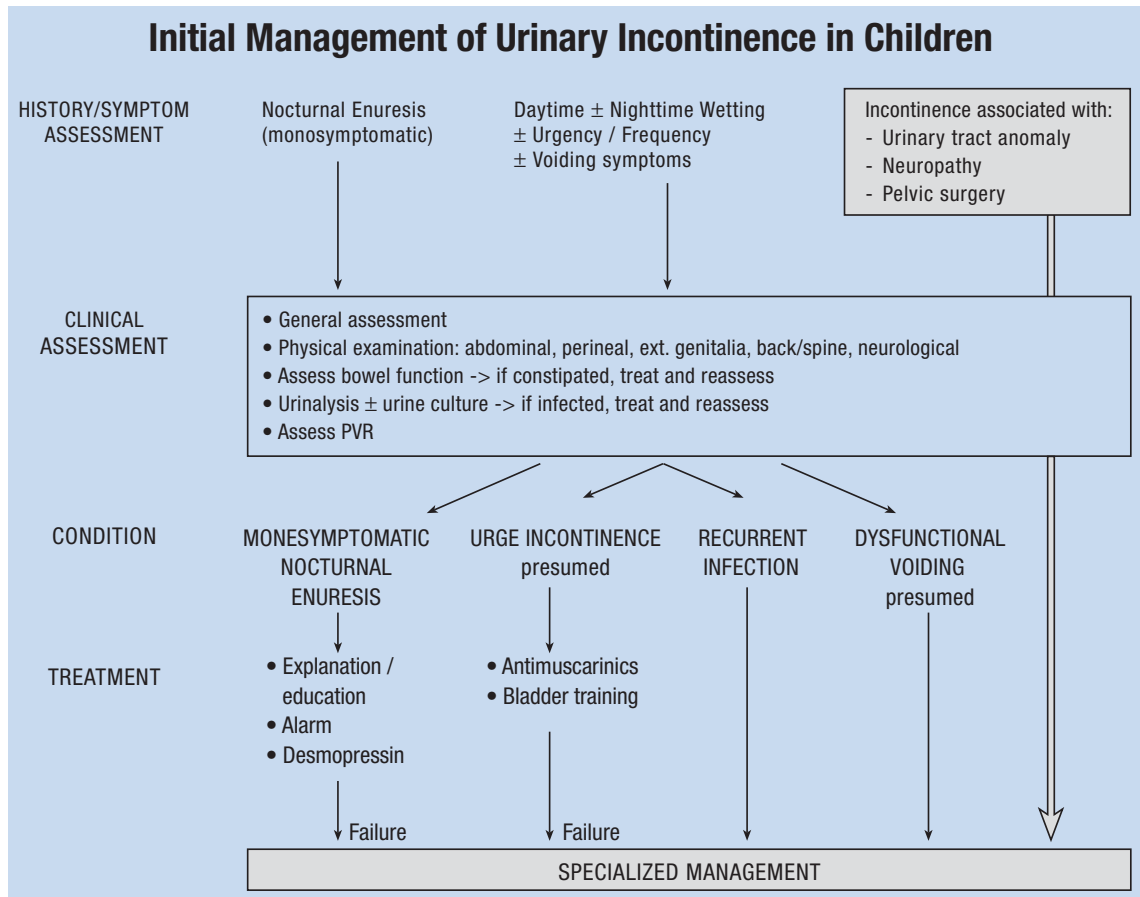 Initial Management of Urinary Incontinence in Children
HISTORY/SYMPTOM
ASSESSMENT
Nocturnal Enuresis
(monosymptomatic)
Daytime ± Nighttime Wetting
± Urgency / Frequency
± Voiding symptoms
Incontinence associated with:
- Urinary tract anomaly
- Neuropathy
- Pelvic surgery
CLINICAL
ASSESSMENT
• General assessment
• Physical examination: abdominal, perineal, ext. genitalia, back/spine, neurological
• Assess bowel function -> if constipated, treat and reassess
• Urinalysis ± urine culture -> if infected, treat and reassess
• Assess PVR
CONDITION
MONESYMPTOMATIC
NOCTURNAL
ENURESIS
URGE INCONTINENCE
presumed
RECURRENT
INFECTION
DYSFUNCTIONAL
VOIDING
presumed
TREATMENT
• Explanation /
education
• Alarm
• Desmopressin
• Antimuscarinics
• Bladder training
Failure
Failure
SPECIALIZED MANAGEMENT